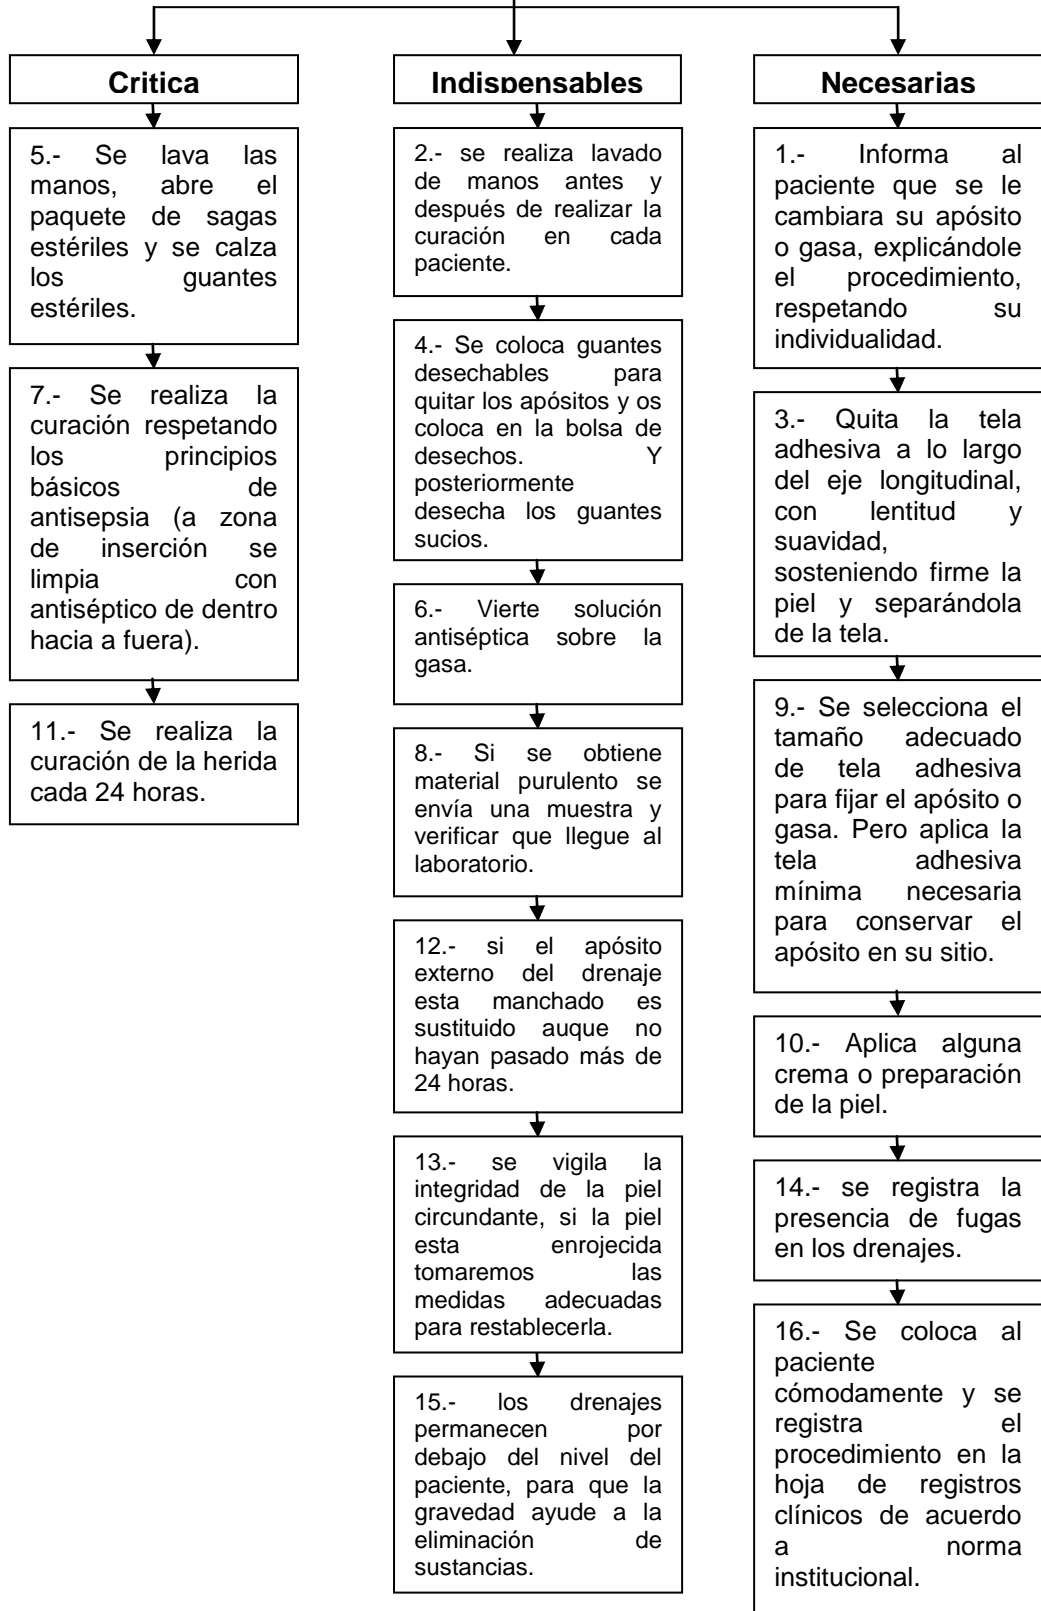 Critica
5.- Se lava las
manos, abre el
paquete de sagas
estériles y se calza
los guantes
estériles.
7.- Se realiza la
curación respetando
los principios
básicos de
antisepsia (a zona
de inserción se
limpia con
antiséptico de dentro
hacia a fuera).
11.- Se realiza la
curación de la herida
cada 24 horas.
Indispensables
2.- se realiza lavado
de manos antes y
después de realizar la
curación en cada
paciente.
4.- Se coloca guantes
desechables para
quitar los apósitos y os
coloca en la bolsa de
desechos. Y
posteriormente
desecha los guantes
sucios.
6.- Vierte solución
antiséptica sobre la
gasa.
8.- Si se obtiene
material purulento se
envía una muestra y
verificar que llegue al
laboratorio.
12.- si el apósito
externo del drenaje
esta manchado es
sustituido auque no
hayan pasado más de
24 horas.
13.- se vigila la
integridad de la piel
circundante, si la piel
esta enrojecida
tomaremos las
medidas adecuadas
para restablecerla.
15.- los drenajes
permanecen por
debajo del nivel del
paciente, para que la
gravedad ayude a la
eliminación de
sustancias.
Necesarias
1.- Informa al
paciente que se le
cambiara su apósito
o gasa, explicándole
el procedimiento,
respetando su
individualidad.
3.- Quita la tela
adhesiva a lo largo
del eje longitudinal,
con lentitud y
suavidad,
sosteniendo firme la
piel y separándola
de la tela.
9.- Se selecciona el
tamaño adecuado
de tela adhesiva
para fijar el apósito o
gasa. Pero aplica la
tela adhesiva
mínima necesaria
para conservar el
apósito en su sitio.
10.- Aplica alguna
crema o preparación
de la piel.
14.- se registra la
presencia de fugas
en los drenajes.
16.- Se coloca al
paciente
cómodamente y se
registra el
procedimiento en la
hoja de registros
clínicos de acuerdo
a norma
institucional.